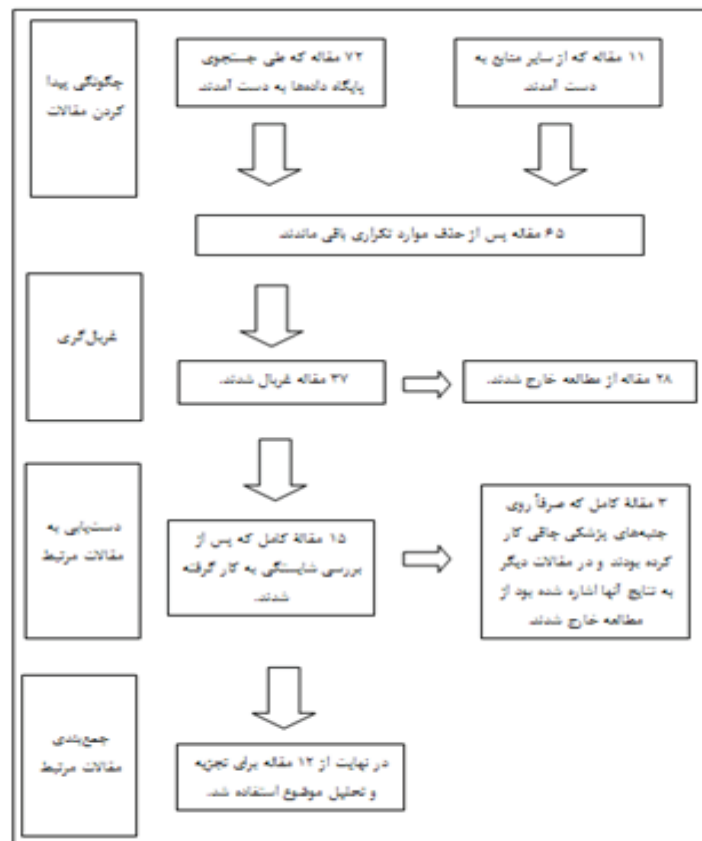 چگونگی پیدا
کردن مقالات
۷۲ مقاله که طی جستجوی
پایگاه داده‌ها به دست آمدند.
۱۱ مقاله که از سایر منابع به
دست آمدند.
۶۵ مقاله پس از حذف موارد تکراری باقی ماندند.
غربال‌گری
۳۷ مقاله غربال شدند.
۲۸ مقاله از مطالعه خارج شدند.
دست‌یابی به
مقالات مرتبط
۱۵ مقالهٔ کامل که پس از
بررسی شایستگی به کار گرفته
شدند.
۳ مقالهٔ کامل که صرفاً روی
جنبه‌های پزشکی چاقی کار
کرده بودند و در مقالات دیگر
به نتایج آنها اشاره شده بود از
مطالعه خارج شدند.
جمع‌بندی
مقالات مرتبط
در نهایت از ۱۲ مقاله برای تجزیه
و تحلیل موضوع استفاده شد.